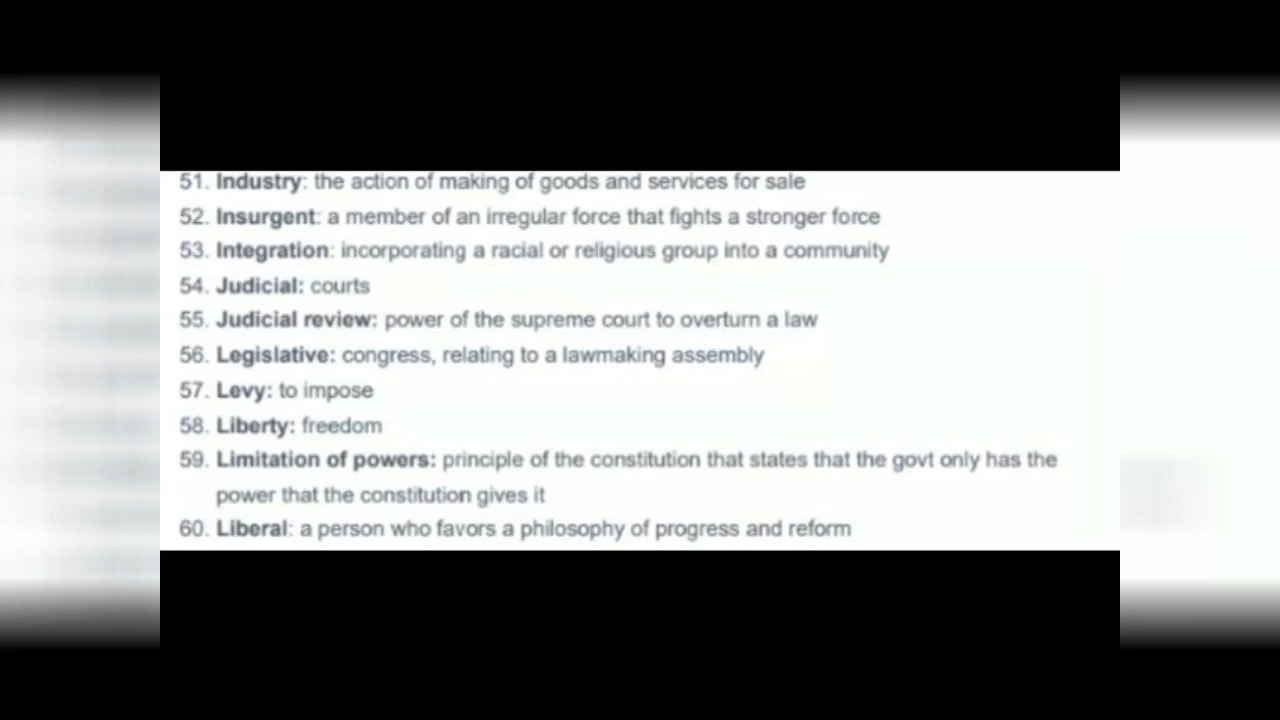 51. Industry: the action of making of goods and services for sale
52. Insurgent: a member of an irregular force that fights a stronger force
53. Integration: incorporating a racial or religious group into a community
54. Judicial: courts
55. Judicial review: power of the supreme court to overturn a law
56. Legislative: congress, relating to a lawmaking assembly
57. Levy: to impose
58. Liberty: freedom
59. Limitation of powers: principle of the constitution that states that the govt only has the
power that the constitution gives it
60. Liberal: a person who favors a philosophy of progress and reform